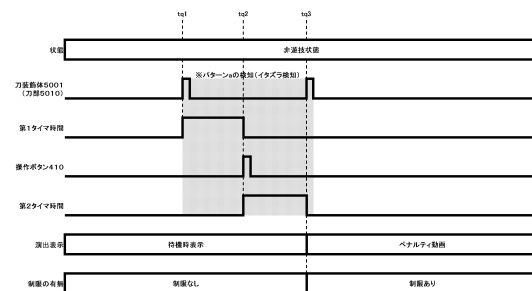 tq1 tq2 tq3
状態 非遊技状態
※パターンaの検知(イタズラ検知)
刀装飾体5001
(刀部5010)
第1タイマ時間
操作ボタン410
第2タイマ時間
演出表示 待機時表示 ペナルティ動画
制限の有無 制限なし 制限あり